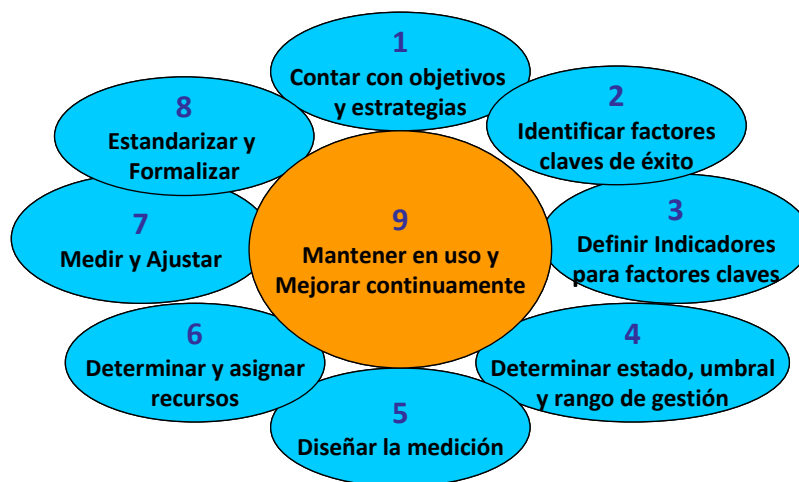 1
Contar con objetivos
y estrategias
2
Identificar factores
claves de éxito
3
Definir Indicadores
para factores claves
4
Determinar estado, umbral
y rango de gestión
5
Diseñar la medición
6
Determinar y asignar
recursos
7
Medir y Ajustar
8
Estandarizar y
Formalizar
9
Mantener en uso y
Mejorar continuamente